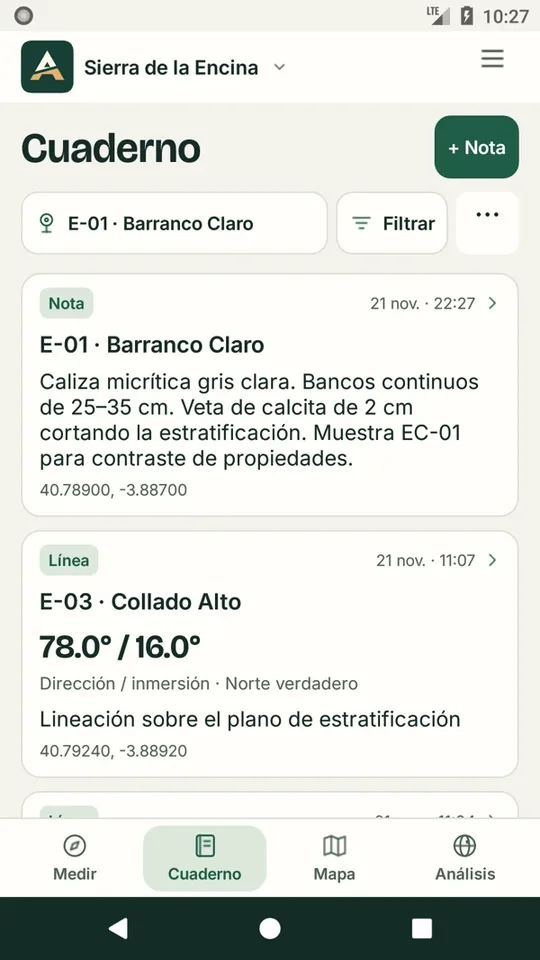 LTE 10:27
Sierra de la Encina
Cuaderno
+ Nota
E-01 · Barranco Claro
Filtrar
...
Nota
21 nov. · 22:27
E-01 · Barranco Claro
Caliza micrítica gris clara. Bancos continuos
de 25–35 cm. Veta de calcita de 2 cm
cortando la estratificación. Muestra EC-01
para contraste de propiedades.
40.78900, -3.88700
Línea
21 nov. · 11:07
E-03 · Collado Alto
78.0° / 16.0°
Dirección / inmersión · Norte verdadero
Lineación sobre el plano de estratificación
40.79240, -3.88920
Medir
Cuaderno
Mapa
Análisis